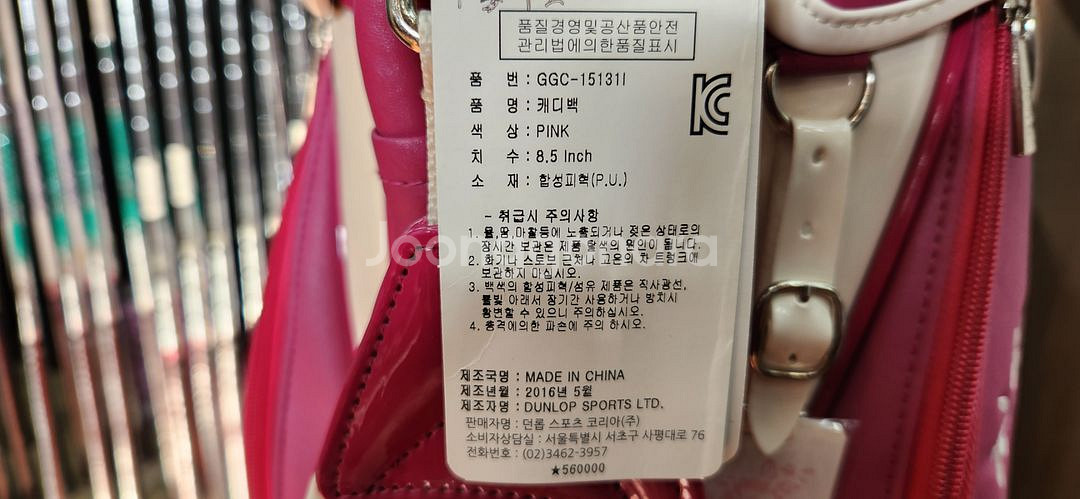 품질경영및공산품안전
관리법에의한품질표시
품 번 : GGC-15131I
품 명 : 캐디백
색 상 : PINK
치 수 : 8.5 Inch
소 재 : 합성피혁(P.U.)
- 취급시 주의사항
1. 물,땀,마찰등에 노출되거나 젖은 상태로의
장시간 보관은 제품 탈색의 원인이 됩니다.
2. 화기나 스토브 근처나 고온의 차 트렁크에
보관하지 마십시오.
3. 백색의 합성피혁/섬유 제품은 직사광선,
불빛 아래서 장기간 사용하거나 방치시
황변할 수 있으니 주의하십시오.
4. 충격에의한 파손에 주의 하시오.
제조국명 : MADE IN CHINA
제조년월 : 2016년 5월
제조자명 : DUNLOP SPORTS LTD.
판매자명 : 던롭 스포츠 코리아(주)
소비자상담실 : 서울특별시 서초구 사평대로 76
전화번호 : (02)3462-3957
★560000